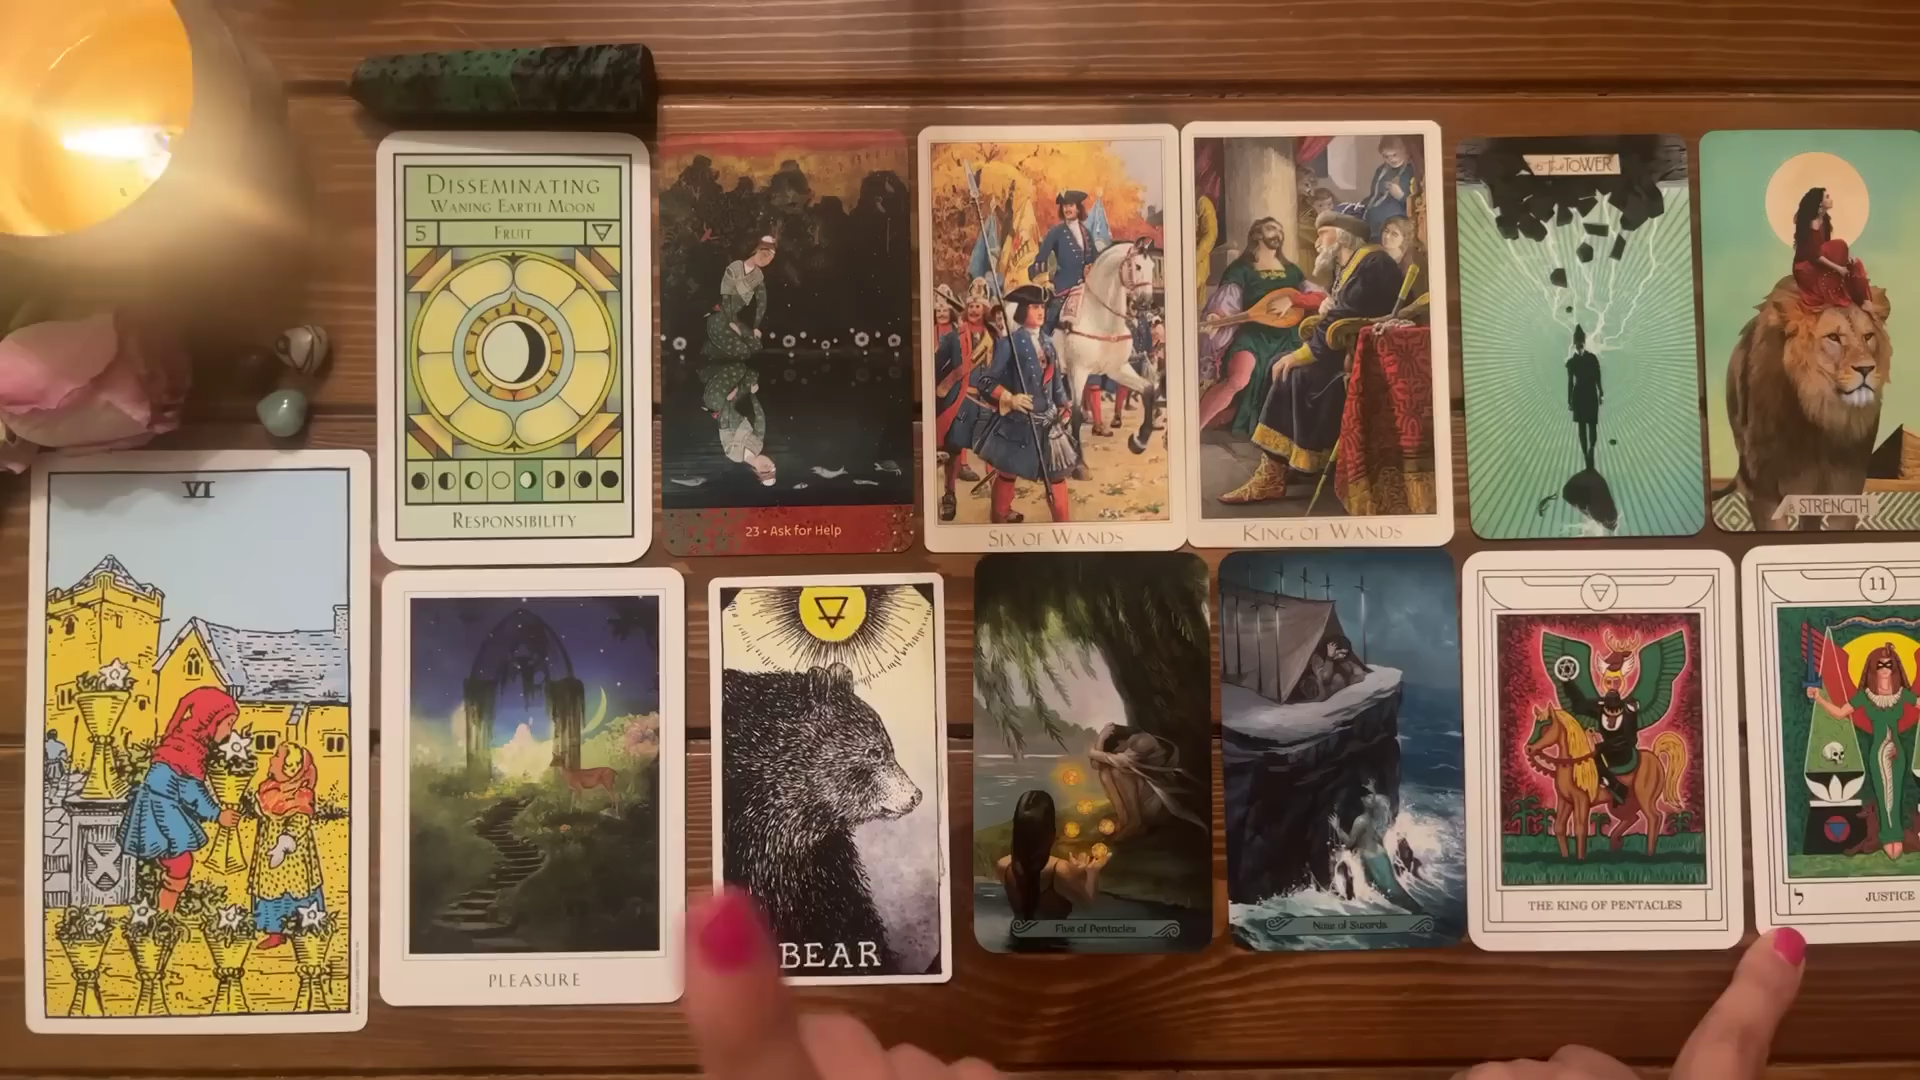 DISSEMINATING
WANING EARTH MOON
5 FRUIT
RESPONSIBILITY
23 • Ask for Help
SIX OF WANDS
KING OF WANDS
the TOWER
8 STRENGTH
VI
PLEASURE
BEAR
Five of Pentacles
Nine of Swords
THE KING OF PENTACLES
11
ל JUSTICE